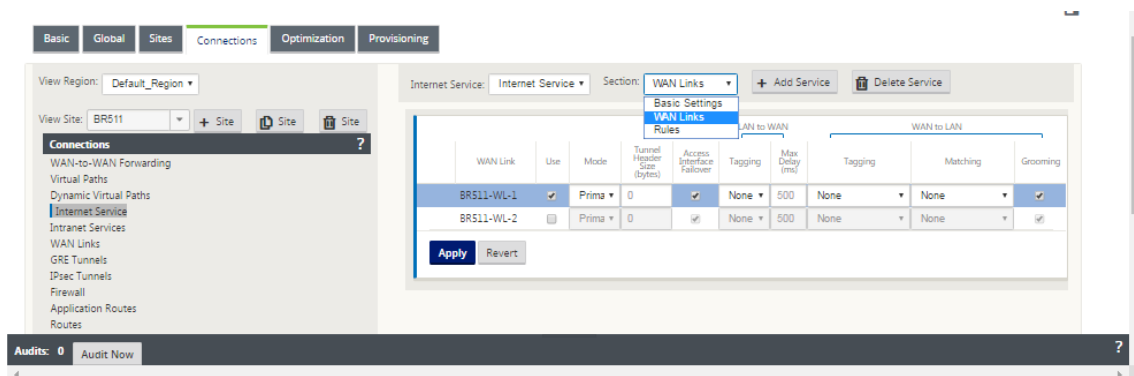 Basic Global Sites Connections Optimization Provisioning
View Region: Default_Region
Internet Service: Internet Service Section: WAN Links + Add Service Delete Service
Basic Settings
WAN Links
Rules
View Site: BR511 + Site Site Site
Connections ?
WAN-to-WAN Forwarding
Virtual Paths
Dynamic Virtual Paths
Internet Service
Intranet Services
WAN Links
GRE Tunnels
IPsec Tunnels
Firewall
Application Routes
Routes
LAN to WAN WAN to LAN
WAN Link Use Mode Tunnel Header Size (bytes) Access Interface Failover Tagging Max Delay (ms) Tagging Matching Grooming
BR511-WL-1 Prima 0 None 500 None None
BR511-WL-2 Prima 0 None 500 None None
Apply Revert
Audits: 0 Audit Now ?